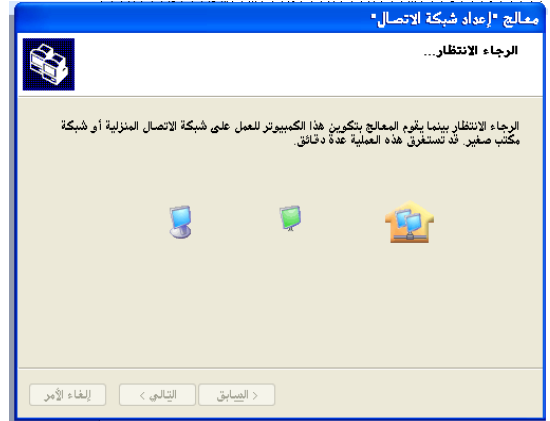 معالج "إعداد شبكة الاتصال"
الرجاء الانتظار...
الرجاء الانتظار بينما يقوم المعالج بتكوين هذا الكمبيوتر للعمل على شبكة الاتصال المنزلية أو شبكة
مكتب صغير. قد تستغرق هذه العملية عدة دقائق.
< السابق
التالي >
إلغاء الأمر